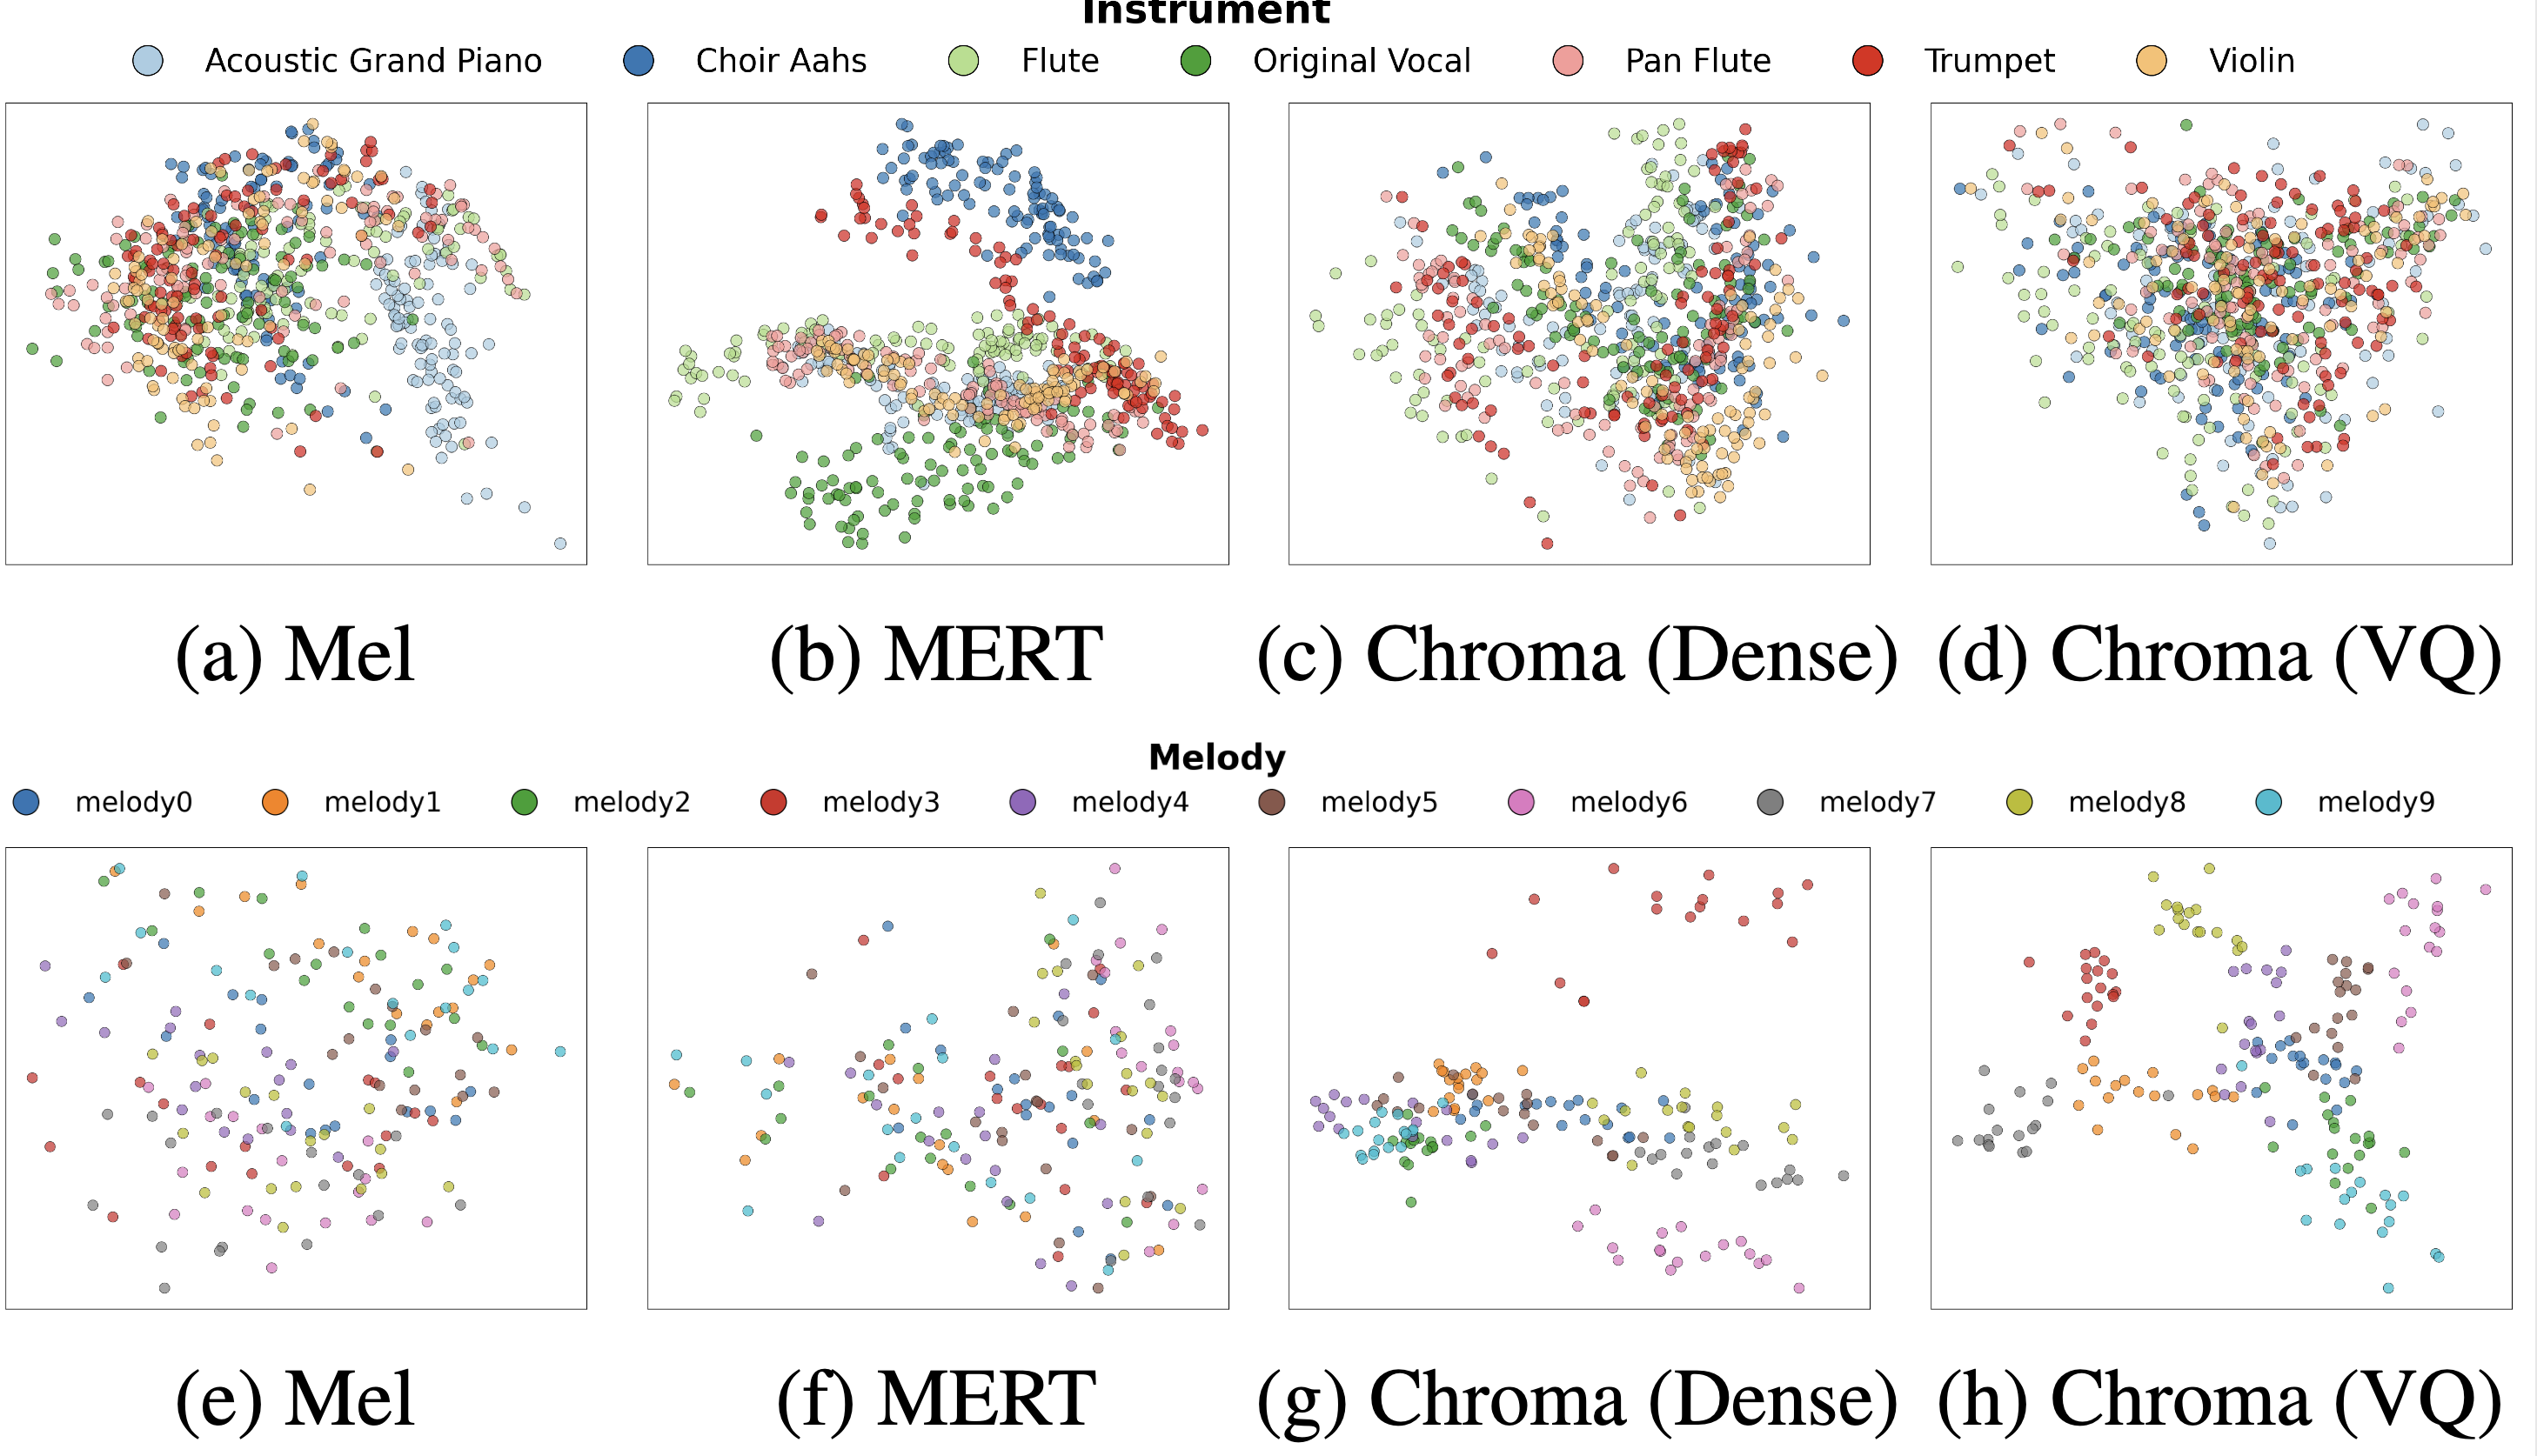 Instrument
Acoustic Grand Piano Choir Aahs Flute Original Vocal Pan Flute Trumpet Violin
(a) Mel (b) MERT (c) Chroma (Dense) (d) Chroma (VQ)
Melody
melody0 melody1 melody2 melody3 melody4 melody5 melody6 melody7 melody8 melody9
(e) Mel (f) MERT (g) Chroma (Dense) (h) Chroma (VQ)